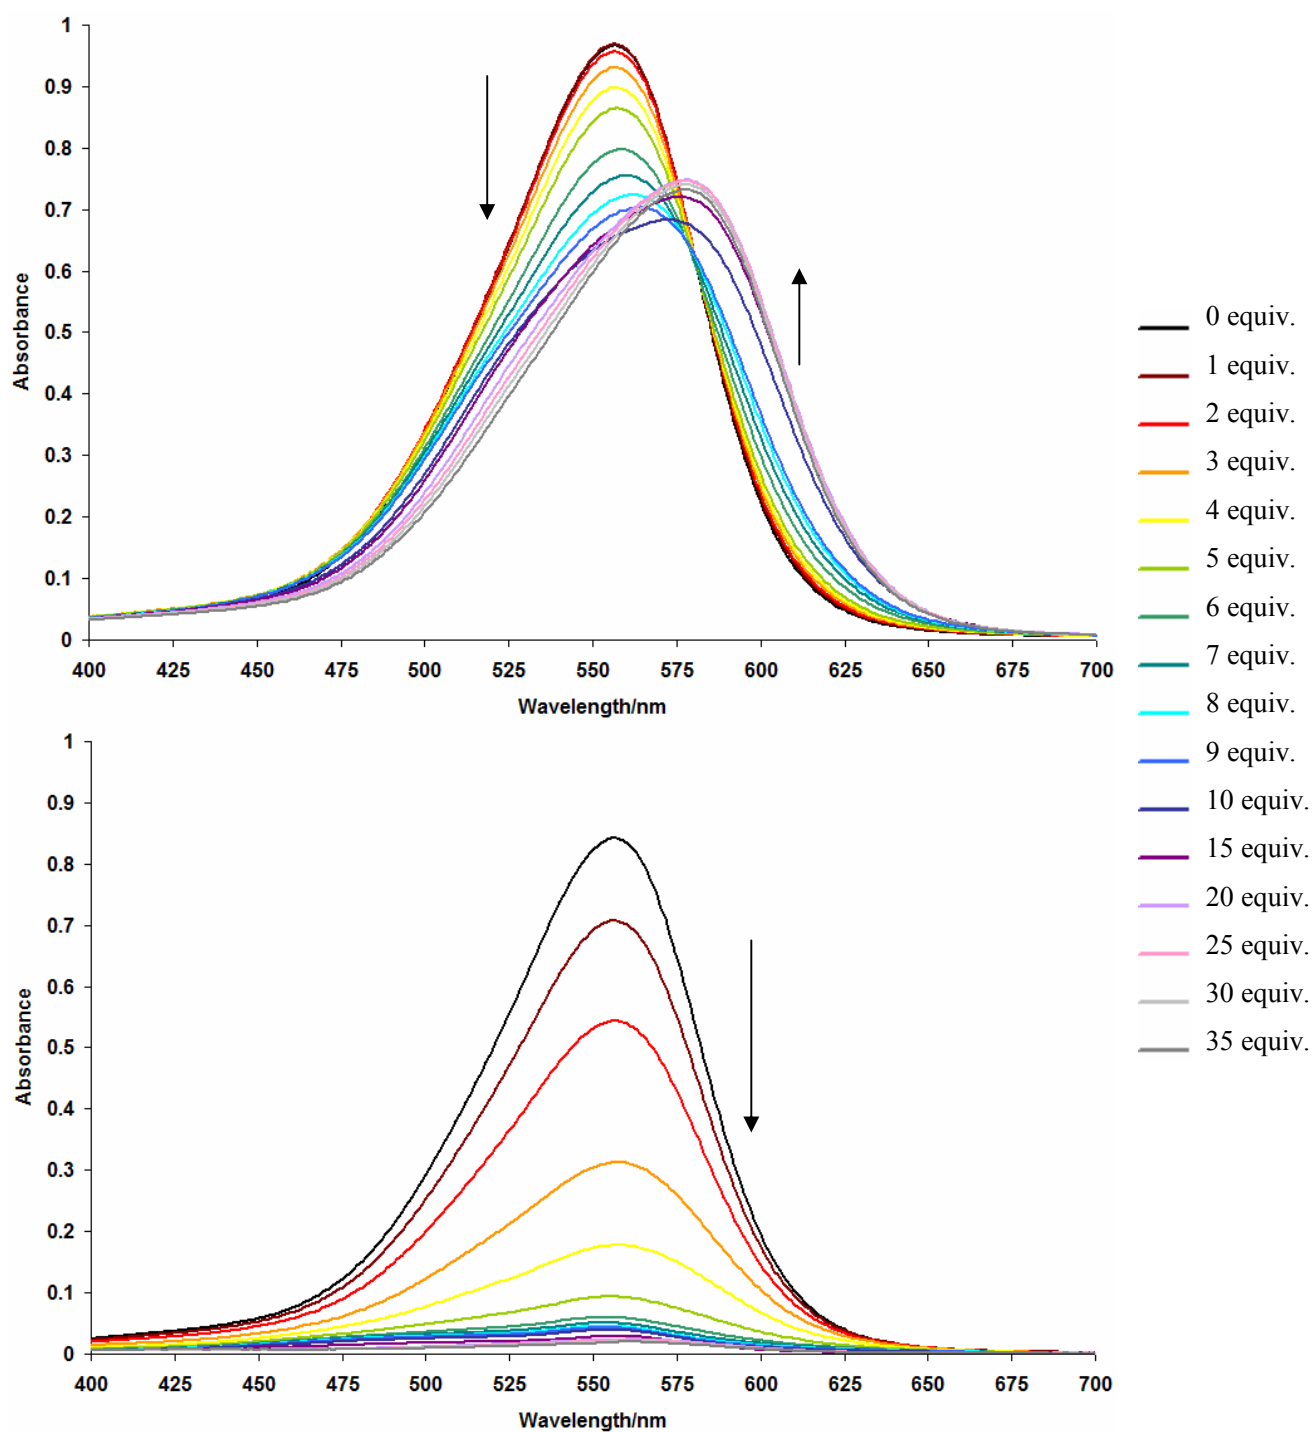 1
0.9
0.8
0.7
0.6
0.5
0.4
0.3
0.2
0.1
0
Absorbance
400 425 450 475 500 525 550 575 600 625 650 675 700
Wavelength/nm
1
0.9
0.8
0.7
0.6
0.5
0.4
0.3
0.2
0.1
0
Absorbance
400 425 450 475 500 525 550 575 600 625 650 675 700
Wavelength/nm
0 equiv.
1 equiv.
2 equiv.
3 equiv.
4 equiv.
5 equiv.
6 equiv.
7 equiv.
8 equiv.
9 equiv.
10 equiv.
15 equiv.
20 equiv.
25 equiv.
30 equiv.
35 equiv.